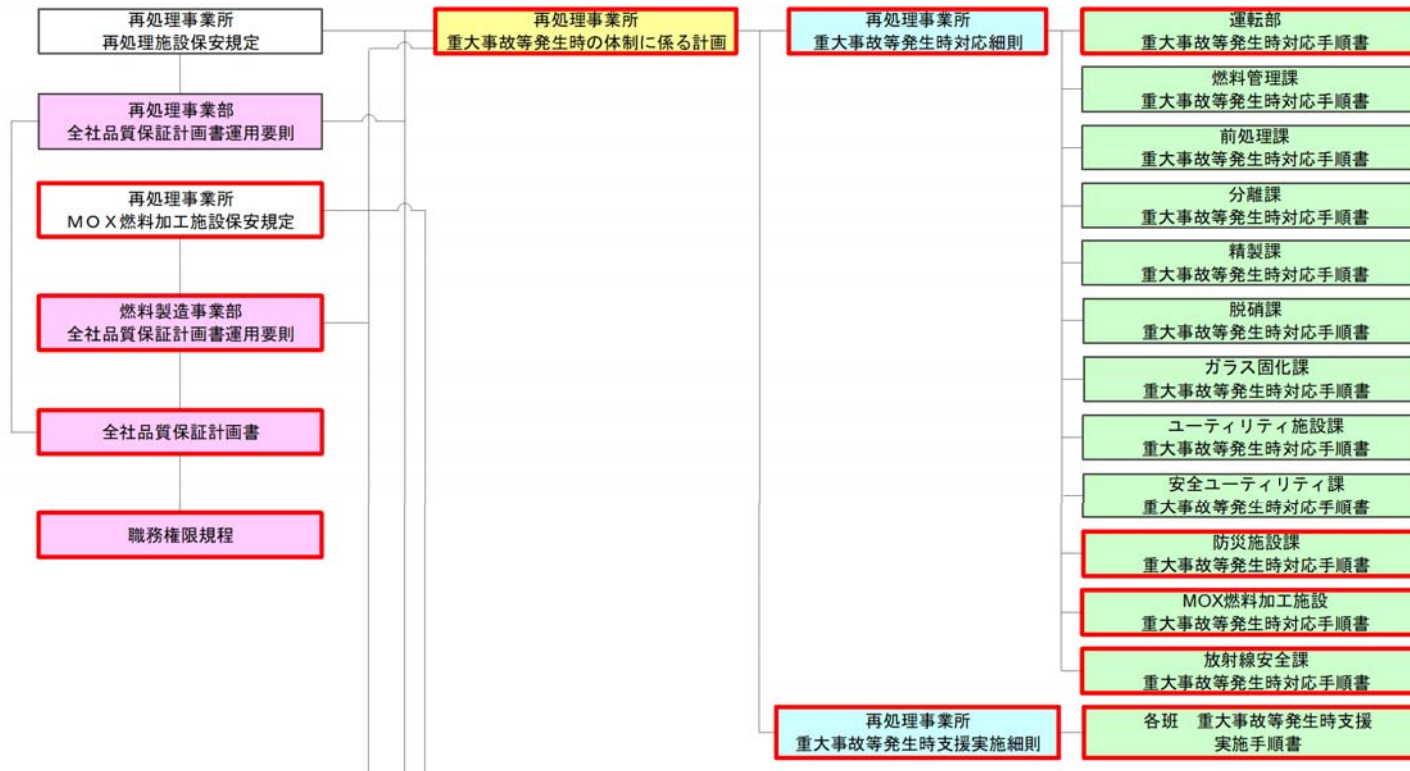 再処理事業所
再処理施設保安規定
再処理事業部
全社品質保証計画書運用要則
再処理事業所
ＭＯＸ燃料加工施設保安規定
燃料製造事業部
全社品質保証計画書運用要則
全社品質保証計画書
職務権限規程
再処理事業所
重大事故等発生時の体制に係る計画
再処理事業所
重大事故等発生時対応細則
再処理事業所
重大事故等発生時支援実施細則
運転部
重大事故等発生時対応手順書
燃料管理課
重大事故等発生時対応手順書
前処理課
重大事故等発生時対応手順書
分離課
重大事故等発生時対応手順書
精製課
重大事故等発生時対応手順書
脱硝課
重大事故等発生時対応手順書
ガラス固化課
重大事故等発生時対応手順書
ユーティリティ施設課
重大事故等発生時対応手順書
安全ユーティリティ課
重大事故等発生時対応手順書
防災施設課
重大事故等発生時対応手順書
MOX燃料加工施設
重大事故等発生時対応手順書
放射線安全課
重大事故等発生時対応手順書
各班　重大事故等発生時支援
実施手順書